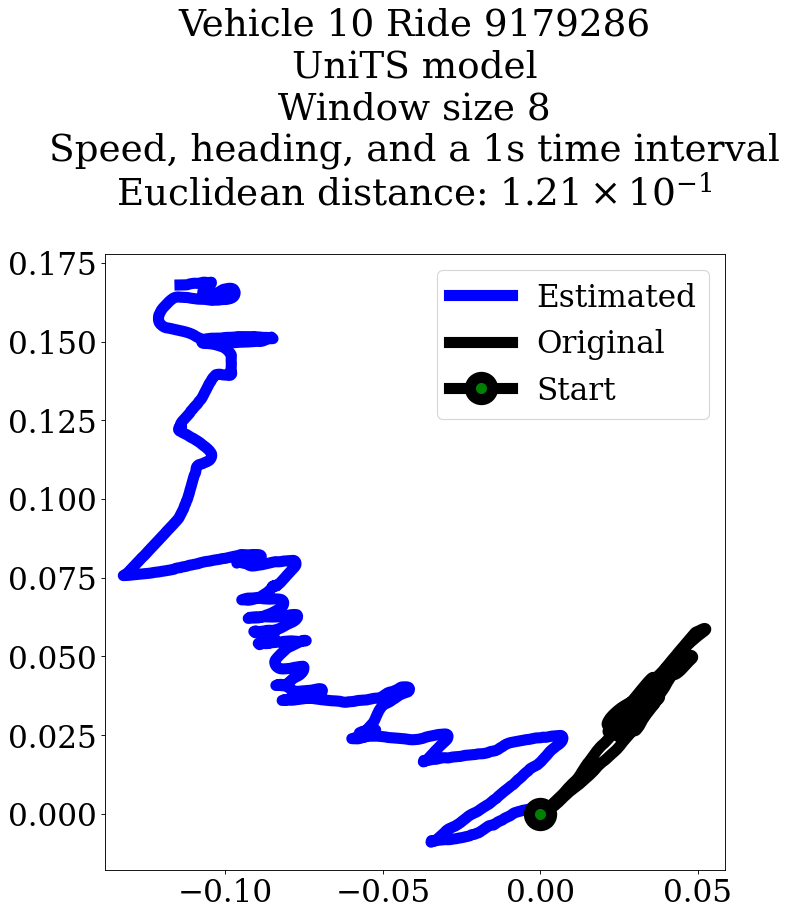 Vehicle 10 Ride 9179286
UniTS model
Window size 8
Speed, heading, and a 1s time interval
Euclidean distance: 1.21 × 10⁻¹
0.175
0.150
0.125
0.100
0.075
0.050
0.025
0.000
Estimated
Original
Start
−0.10
−0.05
0.00
0.05